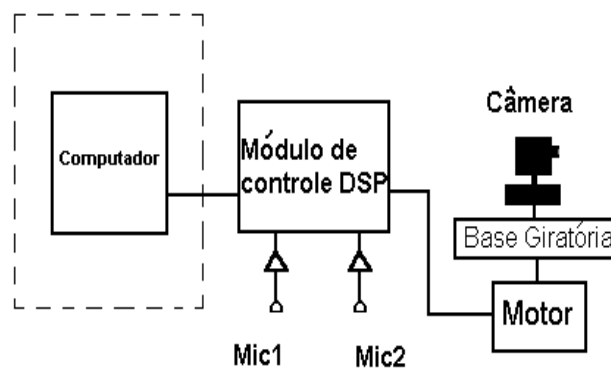 Câmera
Computador
Módulo de
controle DSP
Base Giratória
Motor
Mic1
Mic2